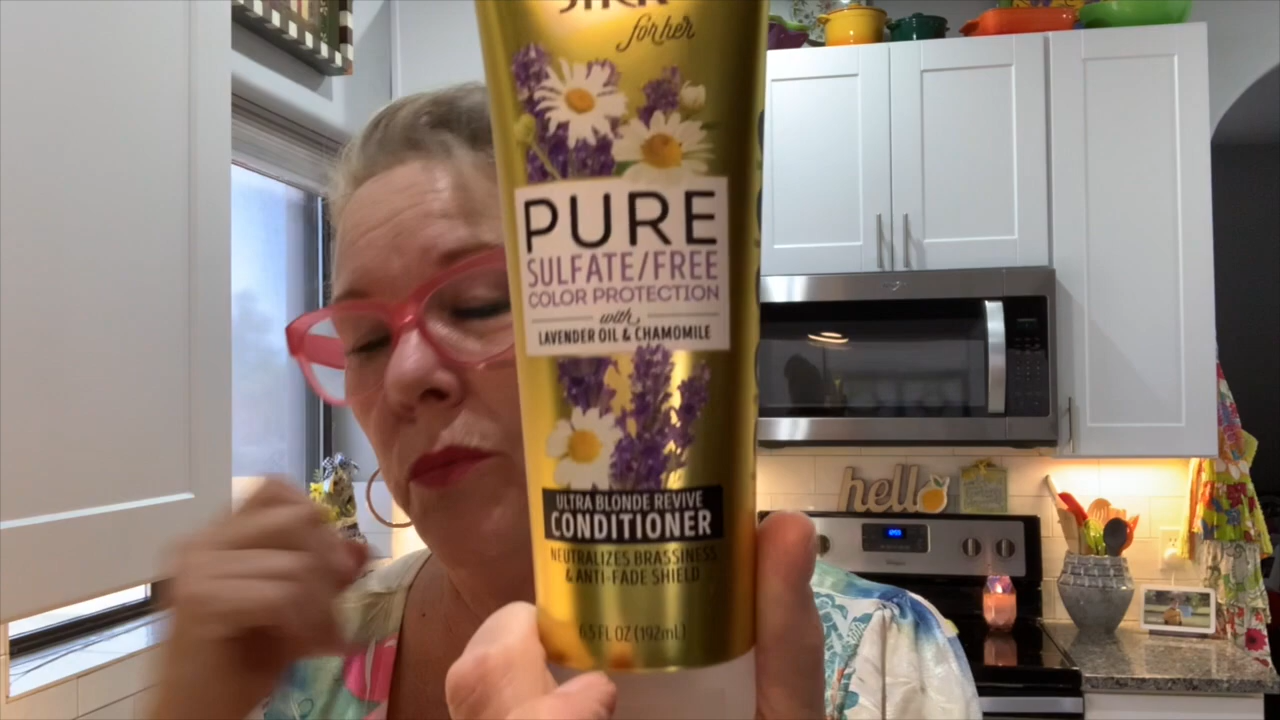 for her
PURE
SULFATE/FREE
COLOR PROTECTION
with
LAVENDER OIL & CHAMOMILE
ULTRA BLONDE REVIVE
CONDITIONER
NEUTRALIZES BRASSINESS
& ANTI-FADE SHIELD
6.5 FL OZ (192mL)
hello